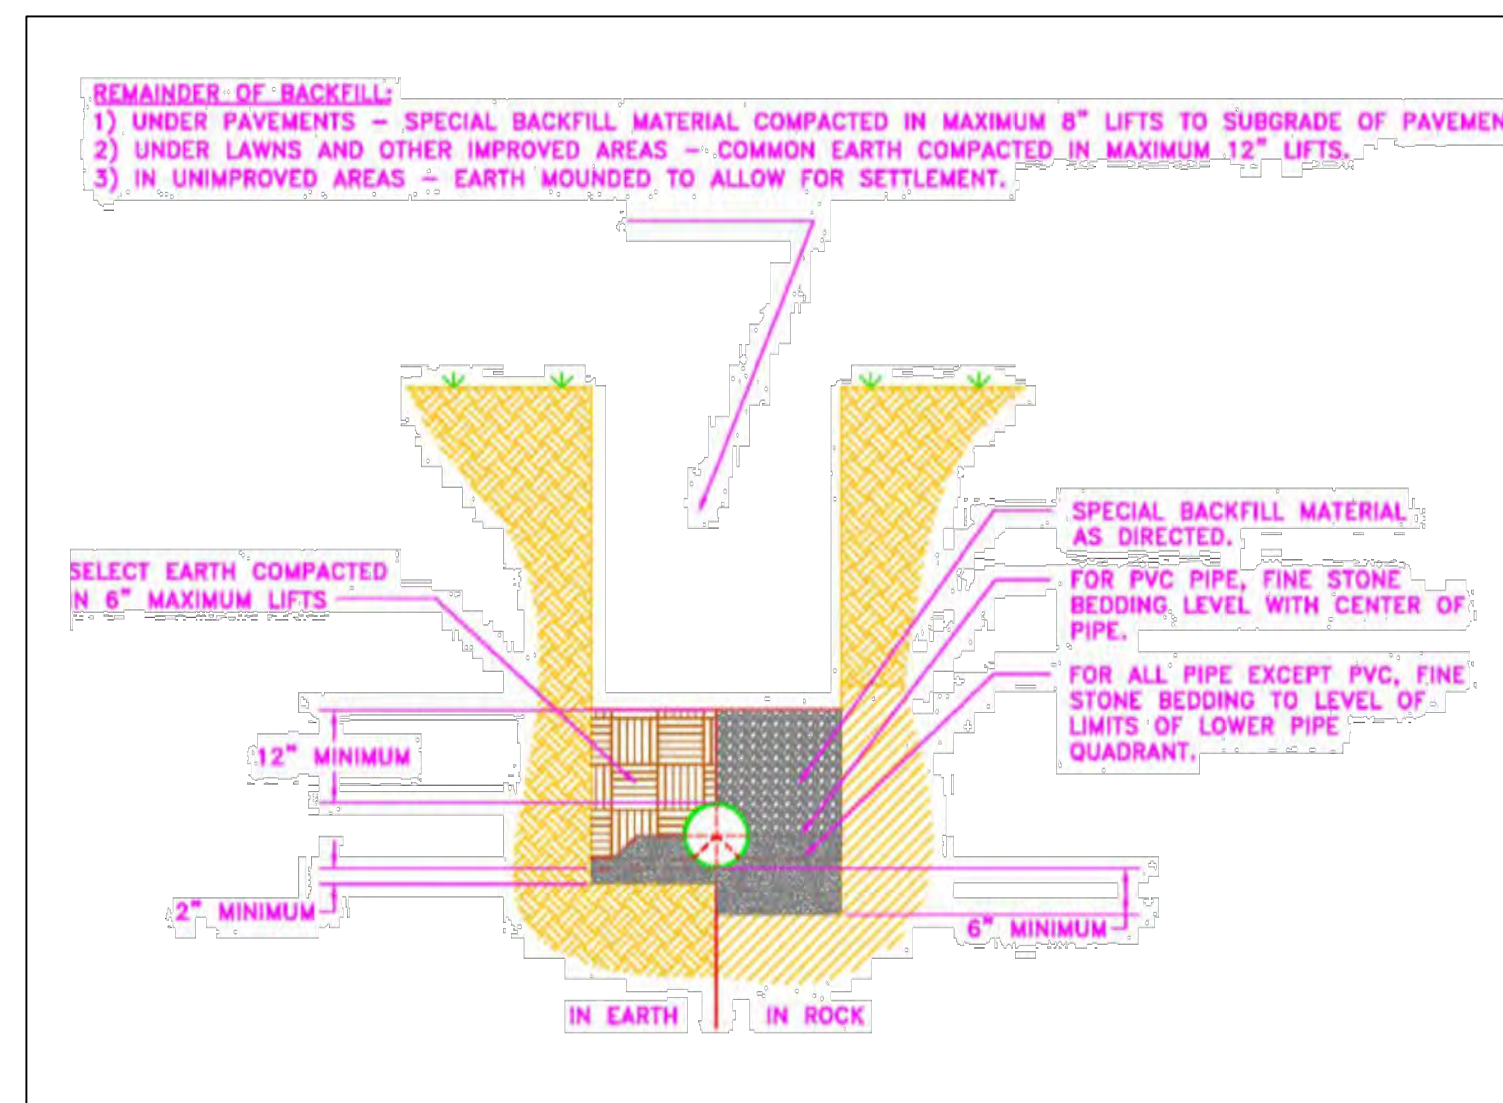 REMAINDER OF BACKFILL:
1) UNDER PAVEMENTS – SPECIAL BACKFILL MATERIAL COMPACTED IN MAXIMUM 8" LIFTS TO SUBGRADE OF PAVEMEN
2) UNDER LAWNS AND OTHER IMPROVED AREAS – COMMON EARTH COMPACTED IN MAXIMUM 12" LIFTS.
3) IN UNIMPROVED AREAS – EARTH MOUNDED TO ALLOW FOR SETTLEMENT.
SPECIAL BACKFILL MATERIAL
AS DIRECTED.
SELECT EARTH COMPACTED
N 6" MAXIMUM LIFTS
FOR PVC PIPE, FINE STONE
BEDDING LEVEL WITH CENTER OF
PIPE.
FOR ALL PIPE EXCEPT PVC, FINE
STONE BEDDING TO LEVEL OF
LIMITS OF LOWER PIPE
QUADRANT.
12" MINIMUM
2" MINIMUM
6" MINIMUM
IN EARTH
IN ROCK